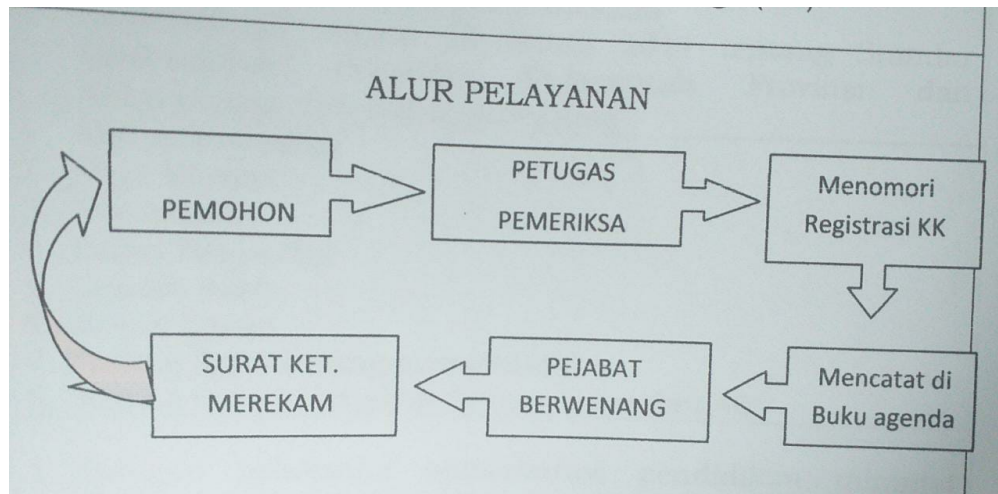 ALUR PELAYANAN
PEMOHON
PETUGAS
PEMERIKSA
Menomori
Registrasi KK
Mencatat di
Buku agenda
PEJABAT
BERWENANG
SURAT KET.
MEREKAM